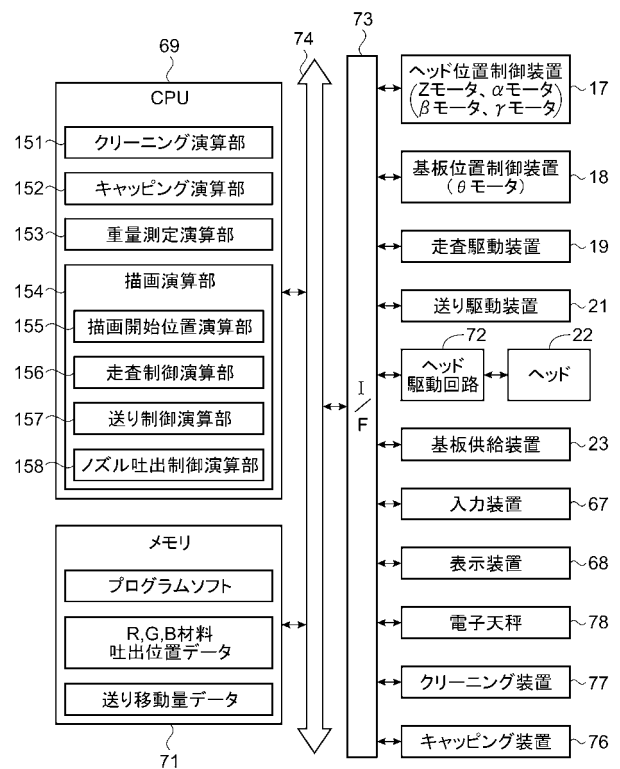 69
CPU
151
クリーニング演算部
152
キャッピング演算部
153
重量測定演算部
154
描画演算部
155
描画開始位置演算部
156
走査制御演算部
157
送り制御演算部
158
ノズル吐出制御演算部
メモリ
プログラムソフト
R,G,B材料
吐出位置データ
送り移動量データ
71
74
73
I
/
F
ヘッド位置制御装置
(Zモータ、αモータ
βモータ、γモータ)
17
基板位置制御装置
(θモータ)
18
走査駆動装置
19
送り駆動装置
21
72
ヘッド
駆動回路
22
ヘッド
基板供給装置
23
入力装置
67
表示装置
68
電子天秤
78
クリーニング装置
77
キャッピング装置
76